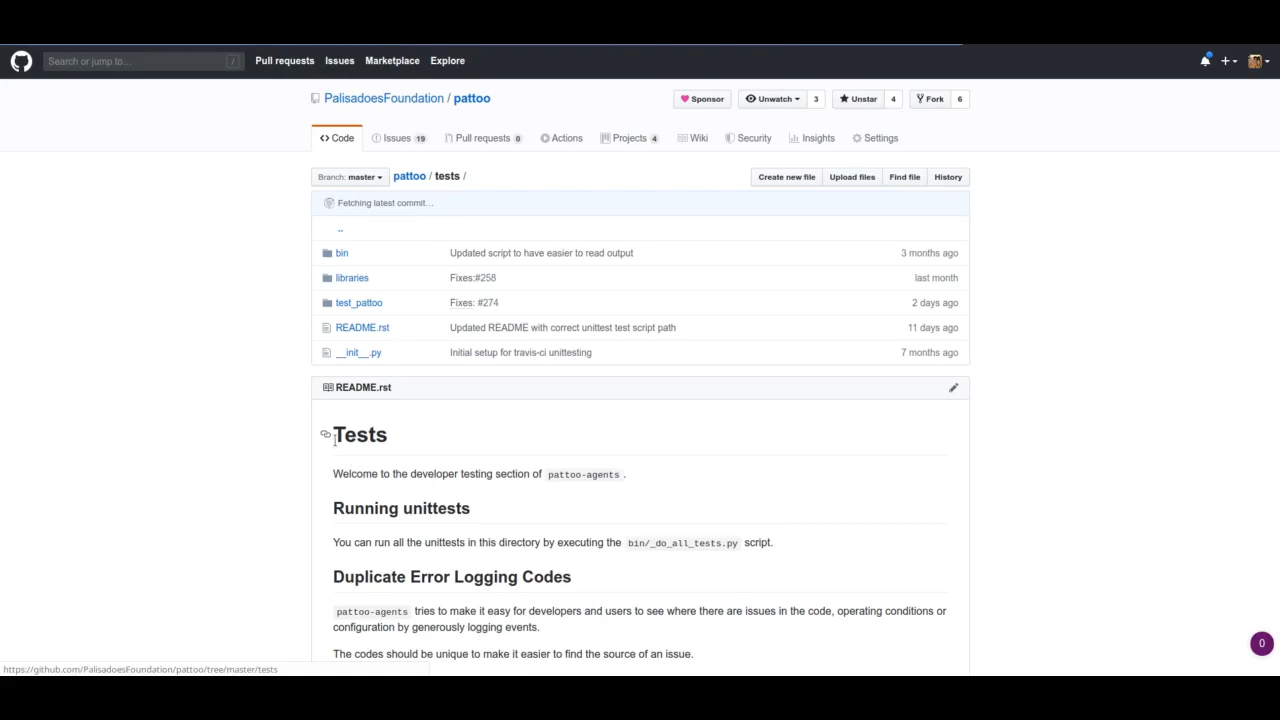 Search or jump to… /
Pull requests Issues Marketplace Explore
PalisadoesFoundation / pattoo
Sponsor Unwatch 3 Unstar 4 Fork 6
Code Issues 19 Pull requests 0 Actions Projects 4 Wiki Security Insights Settings
Branch: master pattoo / tests / Create new file Upload files Find file History
Fetching latest commit…
..
bin Updated script to have easier to read output 3 months ago
libraries Fixes:#258 last month
test_pattoo Fixes: #274 2 days ago
README.rst Updated README with correct unittest test script path 11 days ago
__init__.py Initial setup for travis-ci unittesting 7 months ago
README.rst
Tests
Welcome to the developer testing section of pattoo-agents .
Running unittests
You can run all the unittests in this directory by executing the bin/_do_all_tests.py script.
Duplicate Error Logging Codes
pattoo-agents tries to make it easy for developers and users to see where there are issues in the code, operating conditions or
configuration by generously logging events.
The codes should be unique to make it easier to find the source of an issue.
0
https://github.com/PalisadoesFoundation/pattoo/tree/master/tests